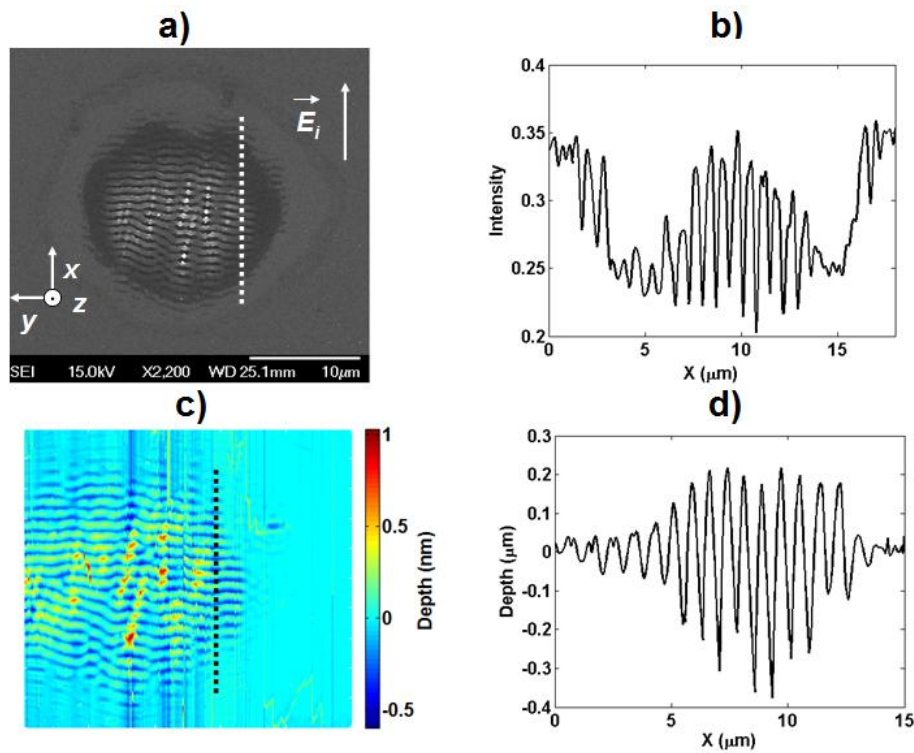 a)
E_i
x
y
z
SEI 15.0kV X2,200 WD 25.1mm 10μm
b)
0.4
0.35
0.3
0.25
0.2
Intensity
0 5 10 15
X (μm)
c)
1
0.5
0
-0.5
Depth (nm)
d)
0.3
0.2
0.1
0
-0.1
-0.2
-0.3
-0.4
Depth (μm)
0 5 10 15
X (μm)